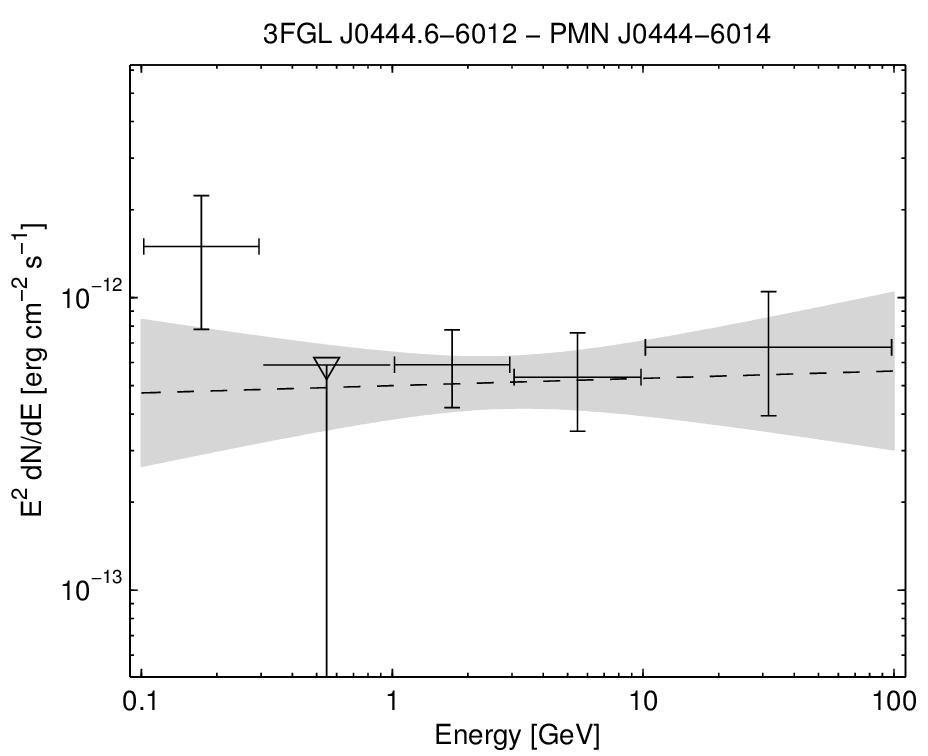 3FGL J0444.6−6012 − PMN J0444−6014
E² dN/dE [erg cm⁻² s⁻¹]
10⁻¹²
10⁻¹³
0.1 1 10 100
Energy [GeV]